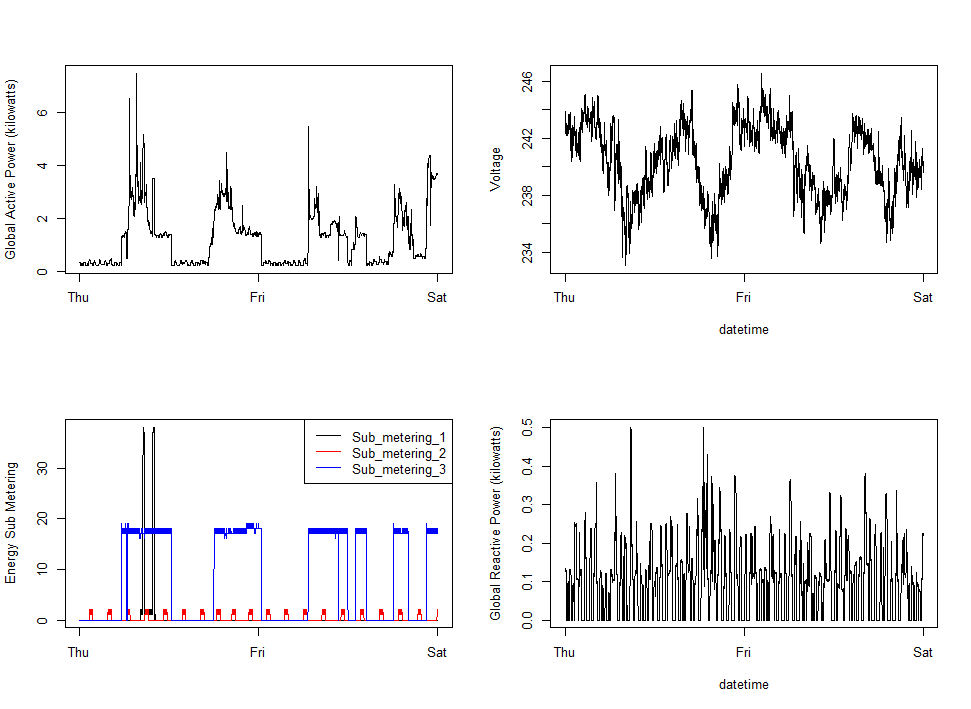 Global Active Power (kilowatts)
0 2 4 6
Thu Fri Sat
Voltage
234 238 242 246
Thu Fri Sat
datetime
Energy Sub Metering
0 10 20 30
Sub_metering_1
Sub_metering_2
Sub_metering_3
Thu Fri Sat
Global Reactive Power (kilowatts)
0.0 0.1 0.2 0.3 0.4 0.5
Thu Fri Sat
datetime